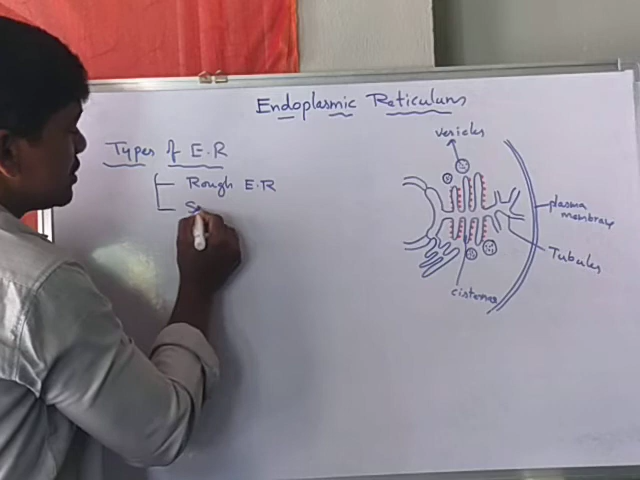 Endoplasmic Reticulum
Types of E.R
Rough E.R
S
vesicles
plasma
membrane
Tubules
cisternae